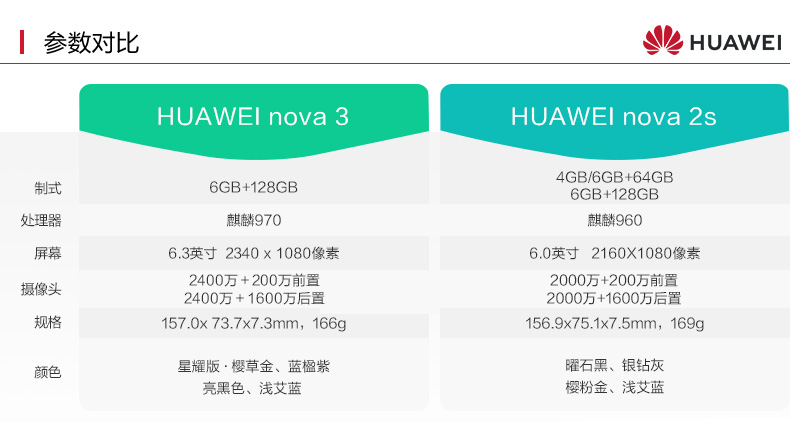 参数对比
HUAWEI
HUAWEI nova 3
HUAWEI nova 2s
制式
6GB+128GB
4GB/6GB+64GB
6GB+128GB
处理器
麒麟970
麒麟960
屏幕
6.3英寸 2340 x 1080像素
6.0英寸 2160X1080像素
摄像头
2400万+200万前置
2400万+1600万后置
2000万+200万前置
2000万+1600万后置
规格
157.0x 73.7x7.3mm，166g
156.9x75.1x7.5mm，169g
颜色
星耀版·樱草金、蓝楹紫
亮黑色、浅艾蓝
曜石黑、银钻灰
樱粉金、浅艾蓝